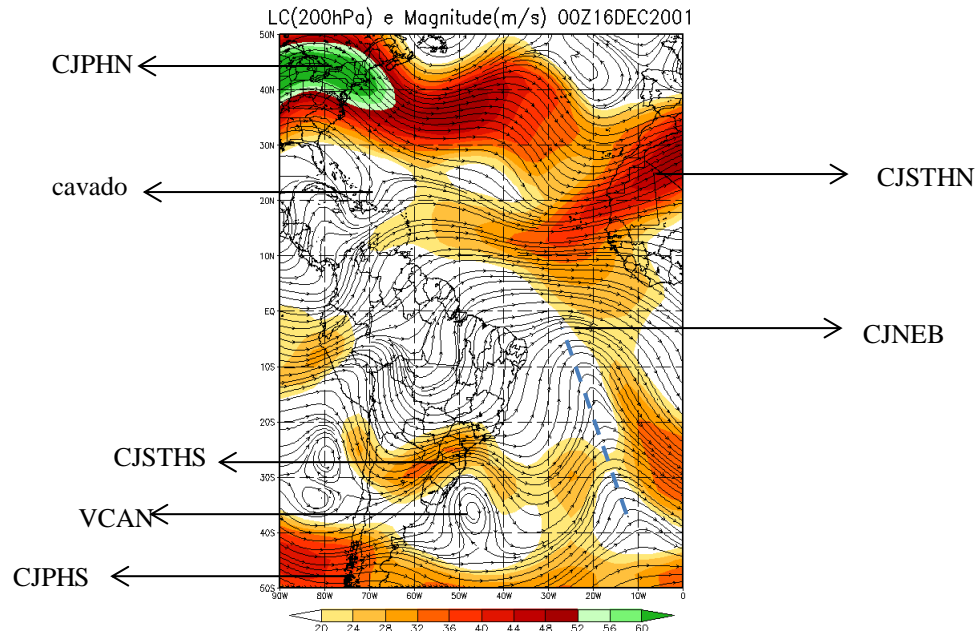 LC(200hPa) e Magnitude(m/s) 00Z16DEC2001
50N
CJPHN
40N
30N
cavado
CJSTHN
20N
10N
EQ
CJNEB
10S
20S
CJSTHS
30S
VCAN
40S
CJPHS
50S
90W 80W 70W 60W 50W 40W 30W 20W 10W 0
20 24 28 32 36 40 44 48 52 56 60